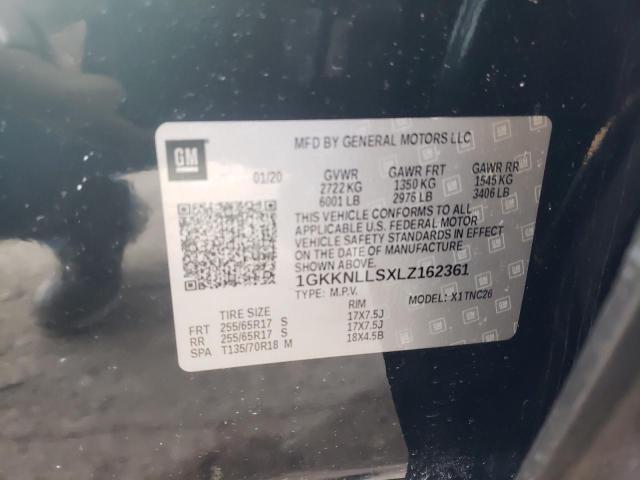 GM
MFD BY GENERAL MOTORS LLC
01/20
GVWR
2722 KG
6001 LB
GAWR FRT
1350 KG
2976 LB
GAWR RR
1545 KG
3406 LB
THIS VEHICLE CONFORMS TO ALL
APPLICABLE U.S. FEDERAL MOTOR
VEHICLE SAFETY STANDARDS IN EFFECT
ON THE DATE OF MANUFACTURE
SHOWN ABOVE.
1GKKNLLSXLZ162361
TYPE: M.P.V. MODEL: X1TNC26
TIRE SIZE RIM
FRT 255/65R17 S 17X7.5J
RR 255/65R17 S 17X7.5J
SPA T135/70R18 M 18X4.5B